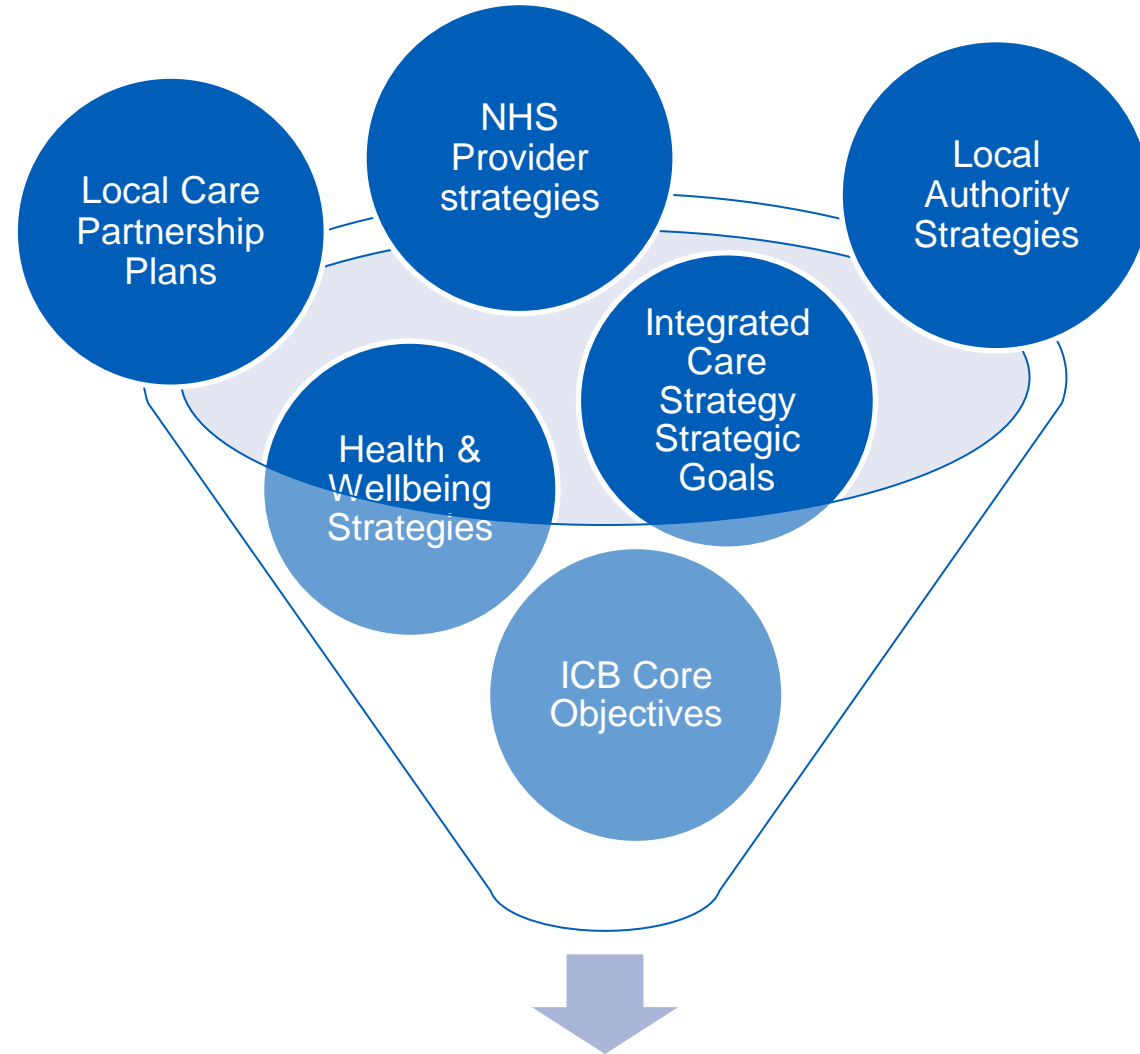 NHS
Provider
strategies
Local Care
Partnership
Plans
Local
Authority
Strategies
Integrated
Care
Strategy
Strategic
Goals
Health &
Wellbeing
Strategies
ICB Core
Objectives